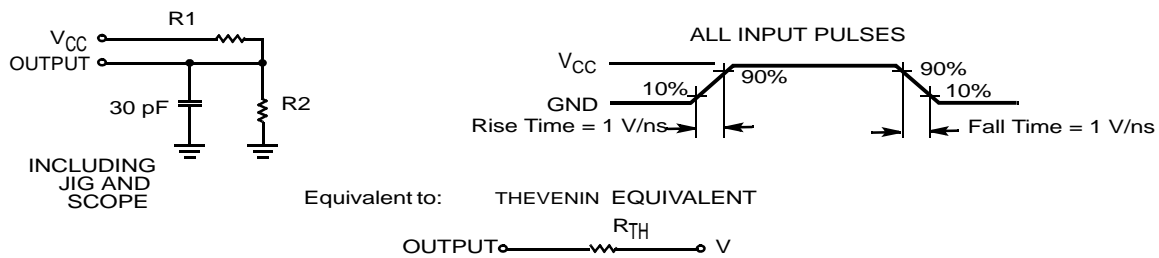 R1
VCC
OUTPUT
30 pF
R2
INCLUDING
JIG AND
SCOPE
ALL INPUT PULSES
VCC
GND
10%
90%
90%
10%
Rise Time = 1 V/ns
Fall Time = 1 V/ns
Equivalent to: THEVENIN EQUIVALENT
RTH
OUTPUT V